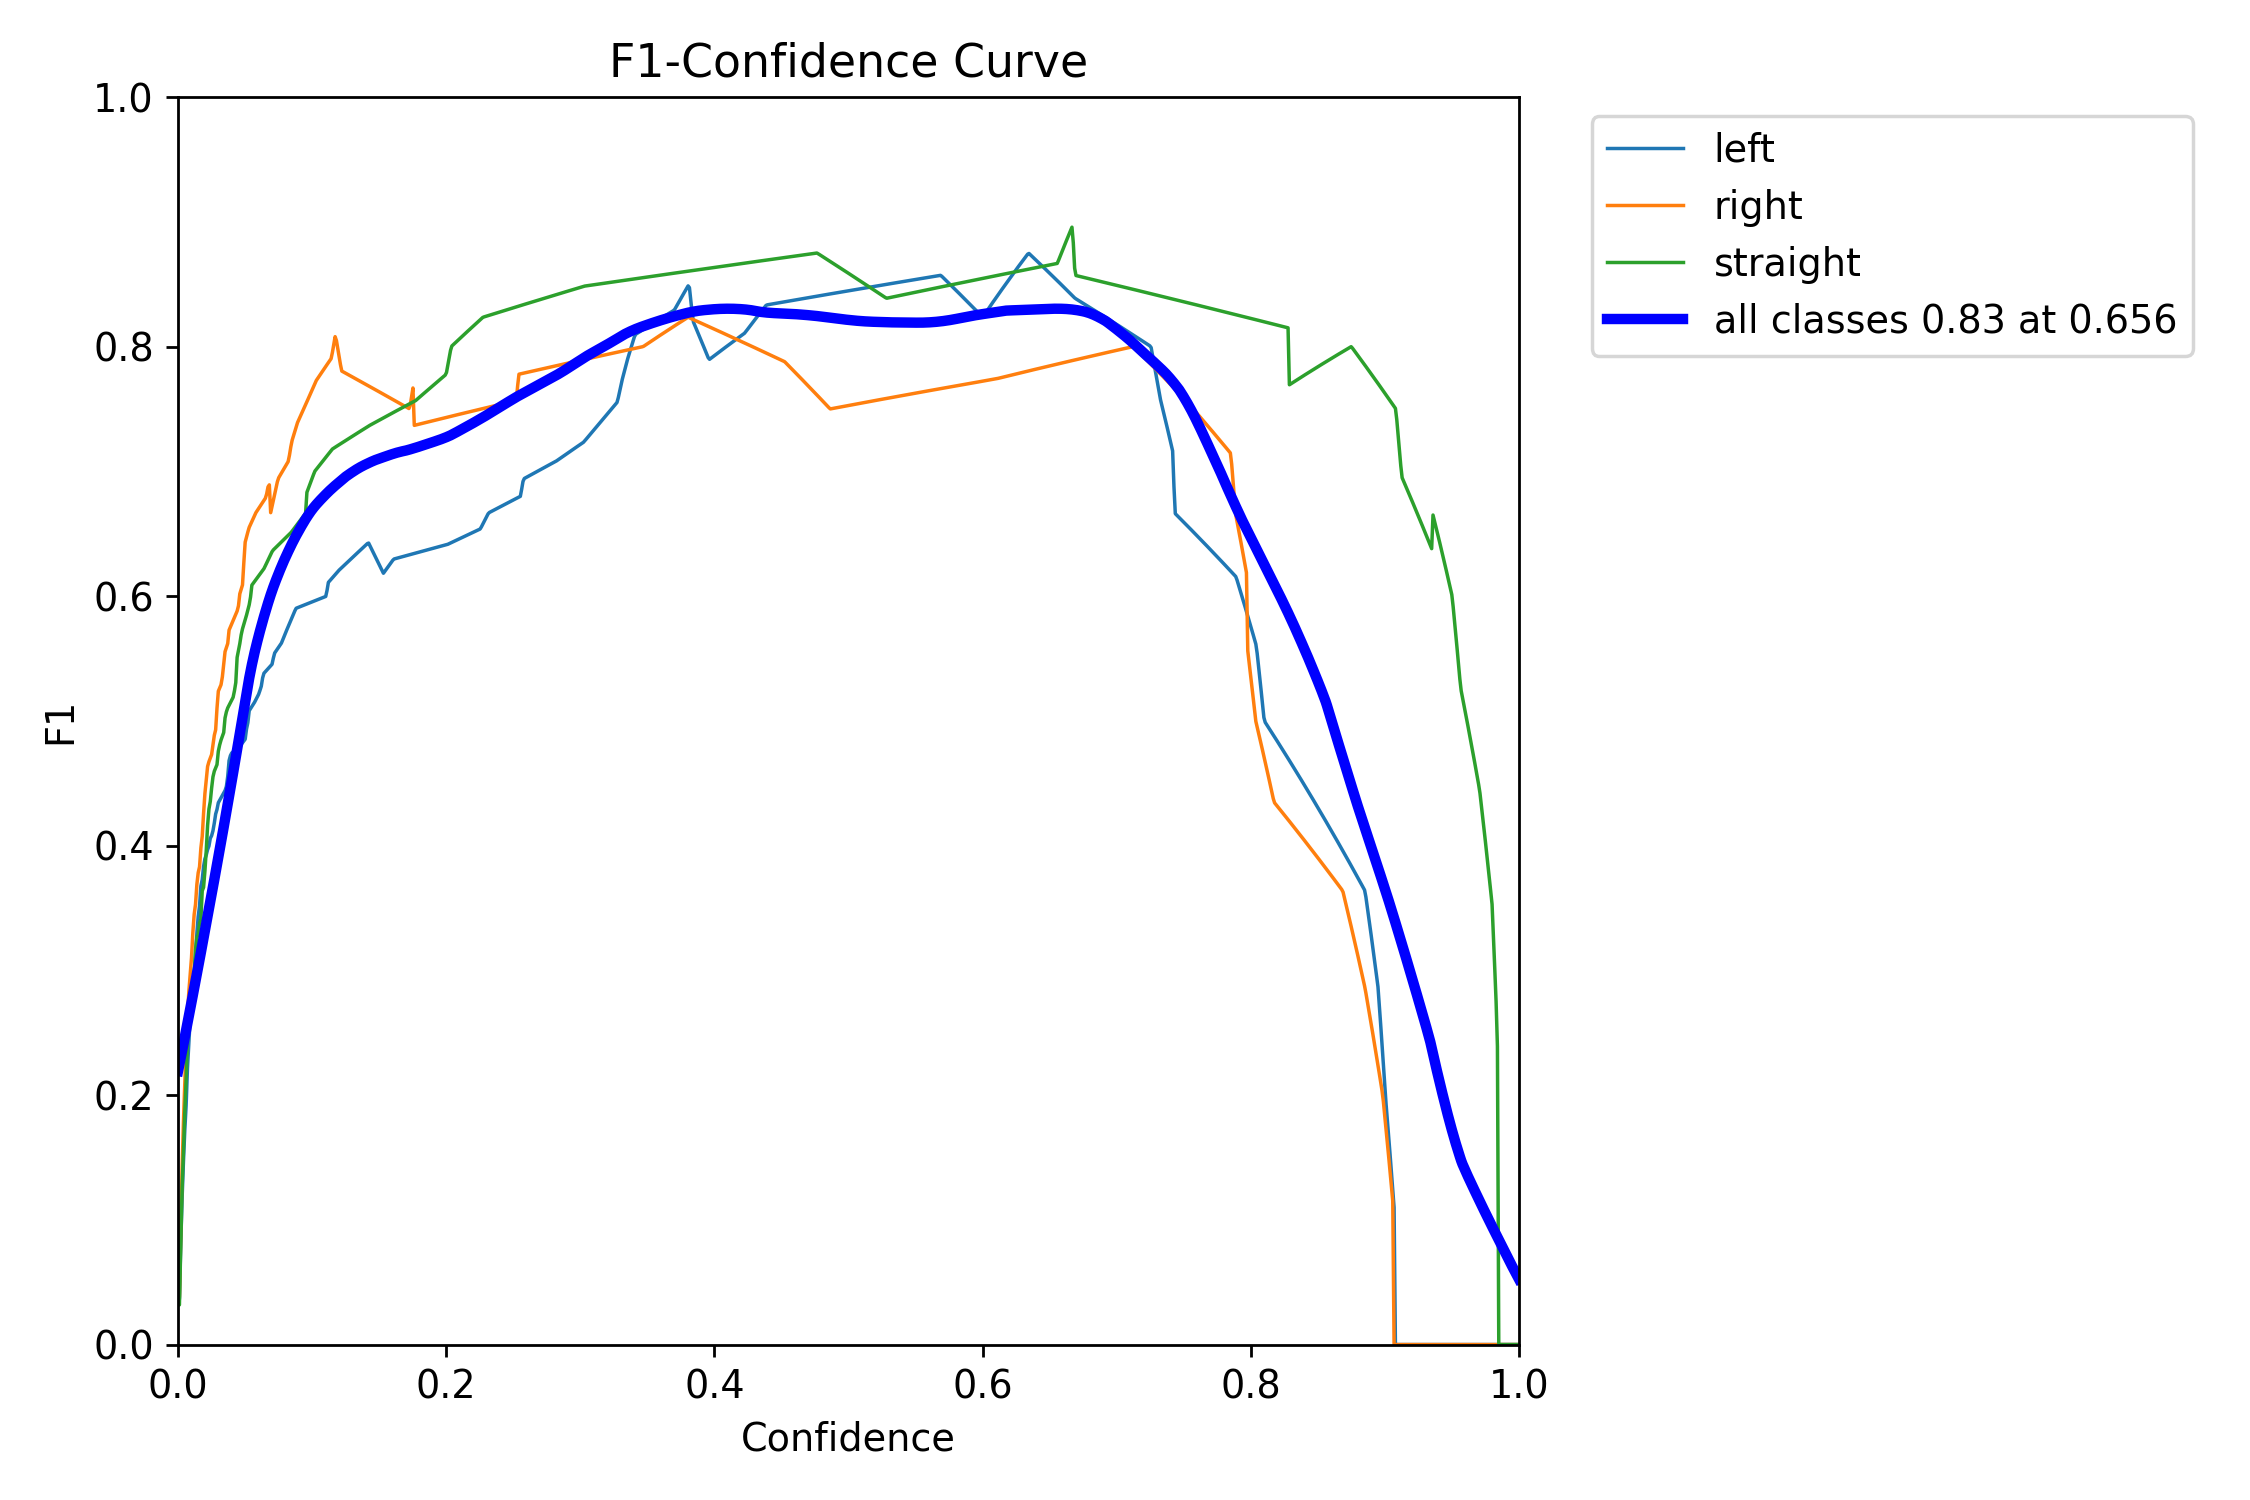 F1-Confidence Curve
1.0
0.8
0.6
0.4
0.2
0.0
F1
0.0 0.2 0.4 0.6 0.8 1.0
Confidence
left
right
straight
all classes 0.83 at 0.656